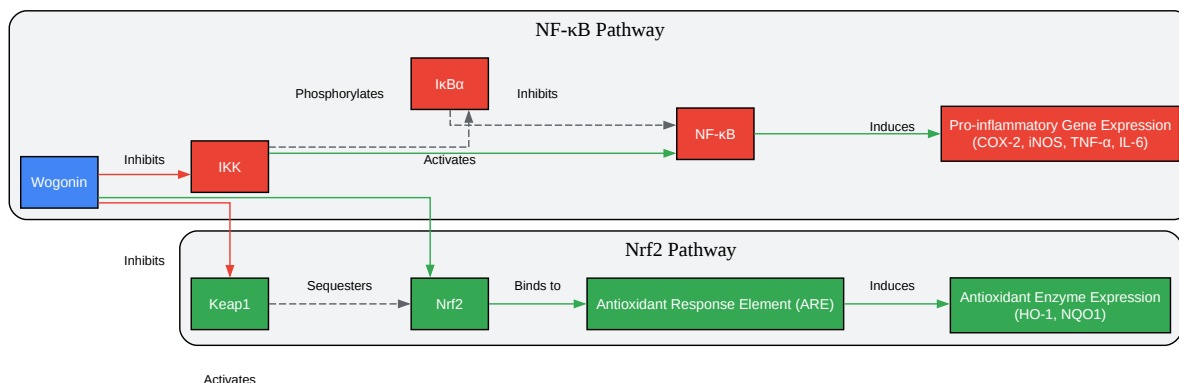 NF-κB Pathway
IκBα
Phosphorylates
Inhibits
NF-κB
Induces
Pro-inflammatory Gene Expression
(COX-2, iNOS, TNF-α, IL-6)
Inhibits
IKK
Activates
Wogonin
Nrf2 Pathway
Inhibits
Keap1
Sequesters
Nrf2
Binds to
Antioxidant Response Element (ARE)
Induces
Antioxidant Enzyme Expression
(HO-1, NQO1)
Activates